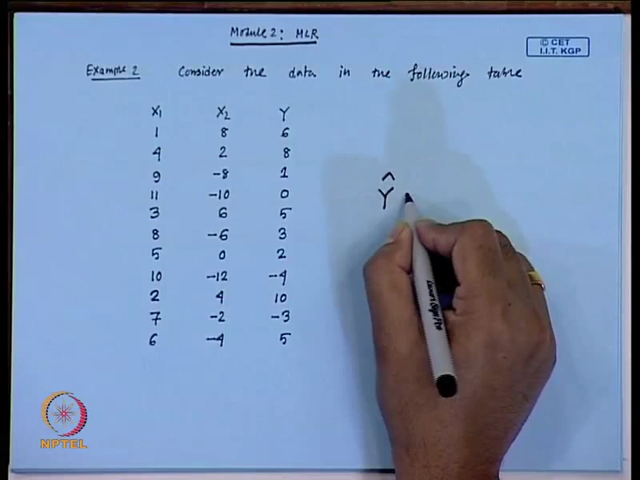 Module 2: MLR
© CET
I.I.T. KGP
Example 2 Consider the data in the following table
X1 X2 Y
1 8 6
4 2 8
9 -8 1
11 -10 0
3 6 5
8 -6 3
5 0 2
10 -12 -4
2 4 10
7 -2 -3
6 -4 5
Ŷ
NPTEL